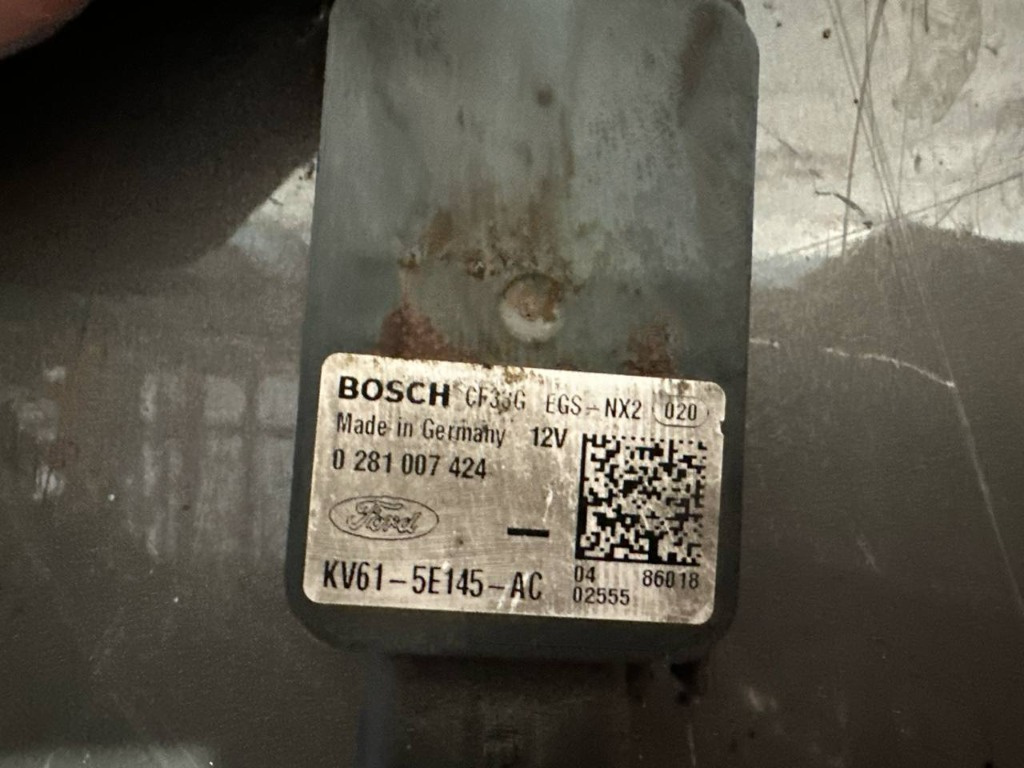 BOSCH EGS-NX2 020
Made in Germany 12V
0 281 007 424
Ford
KV61-5E145-AC
04 86018
02555